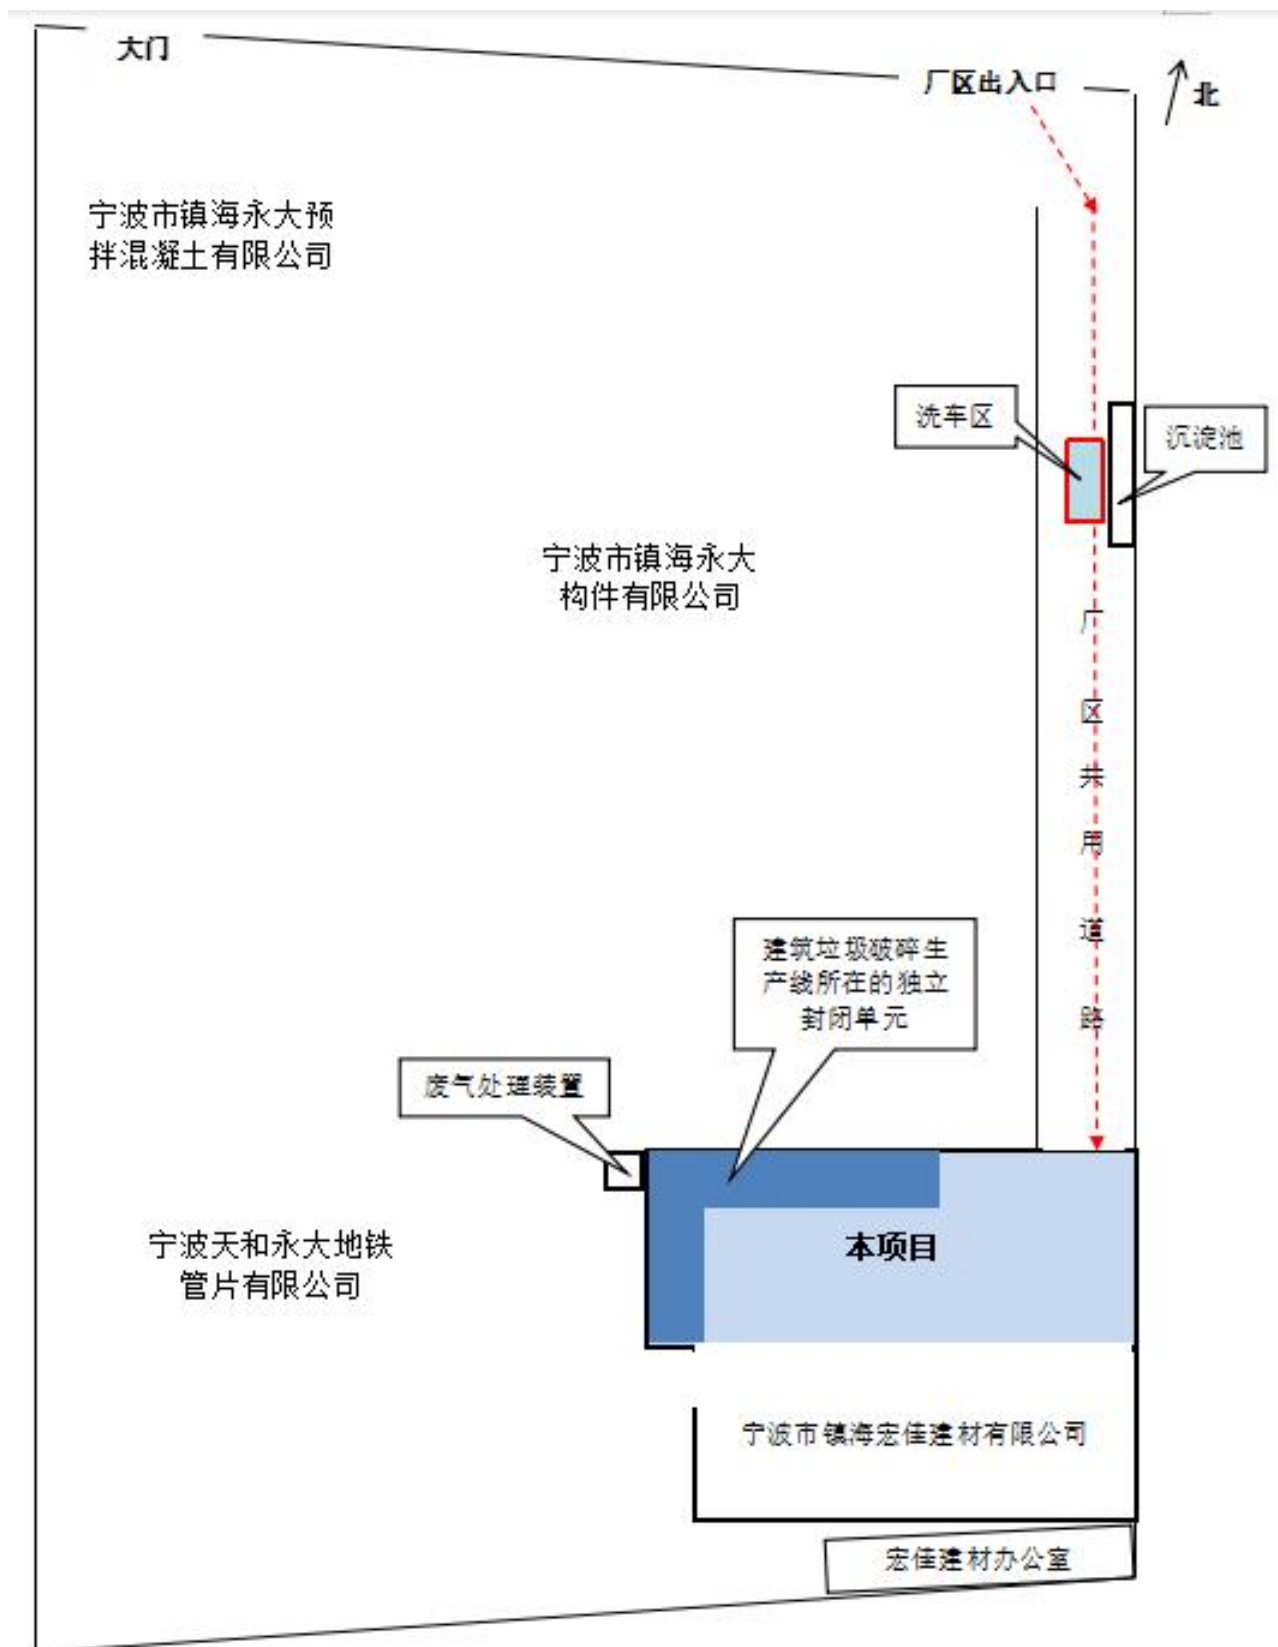 大门
厂区出入口
北
宁波市镇海永大预
拌混凝土有限公司
洗车区
沉淀池
宁波市镇海永大
构件有限公司
厂
区
共
用
道
路
建筑垃圾破碎生
产线所在的独立
封闭单元
废气处理装置
宁波天和永大地铁
管片有限公司
本项目
宁波市镇海宏佳建材有限公司
宏佳建材办公室